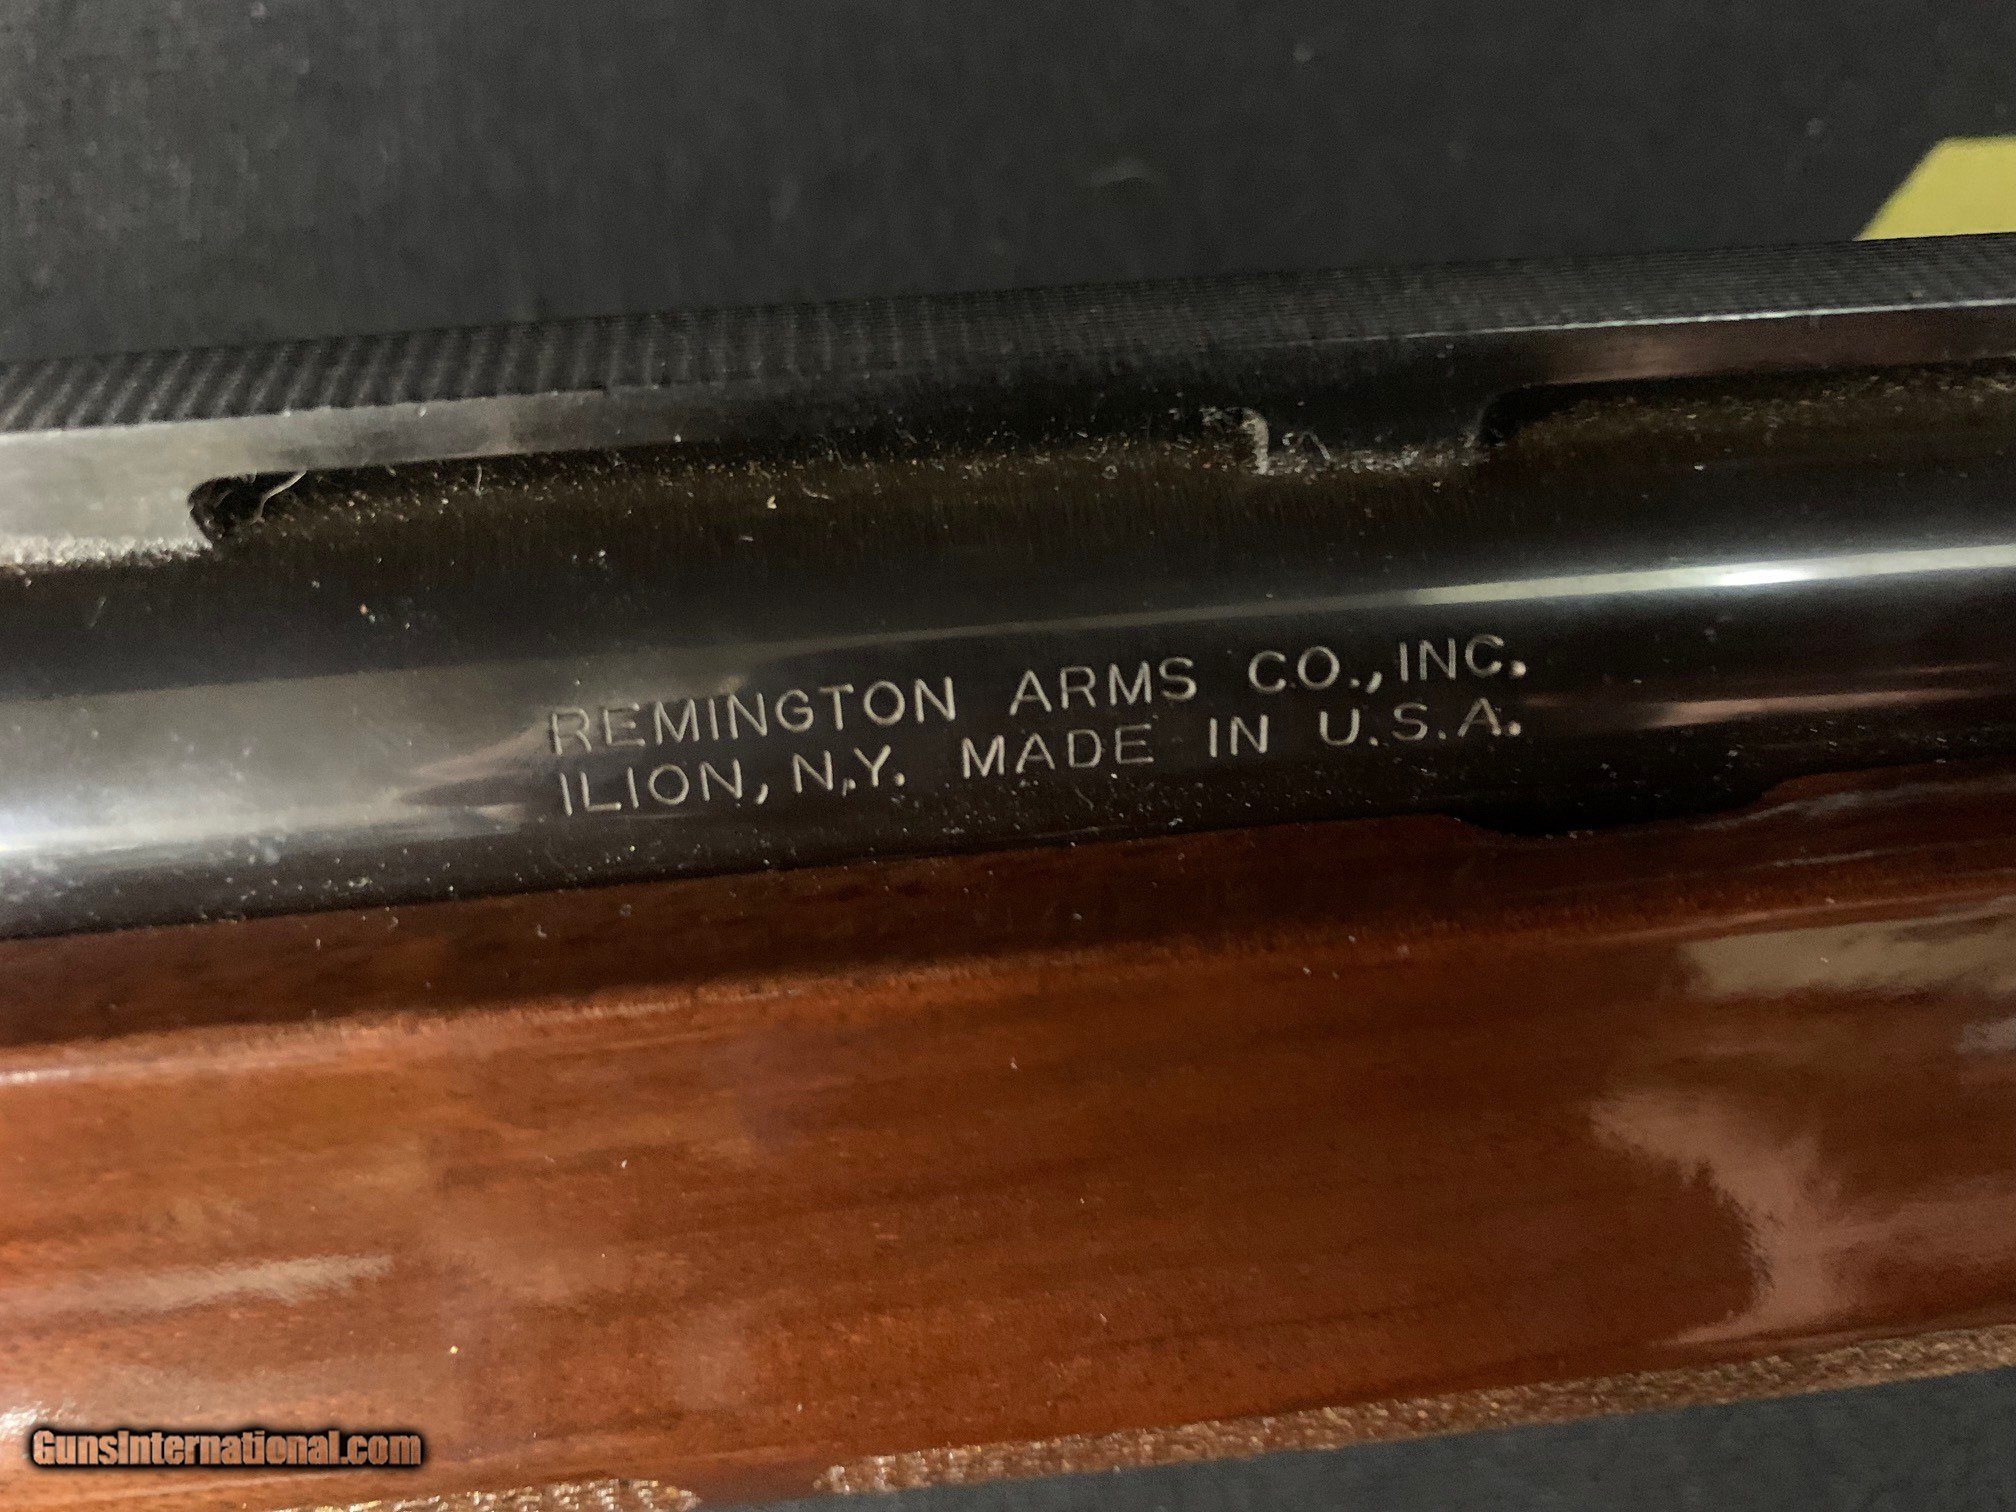 REMINGTON ARMS CO., INC.
ILION, N.Y. MADE IN U.S.A.
GunsInternational.com